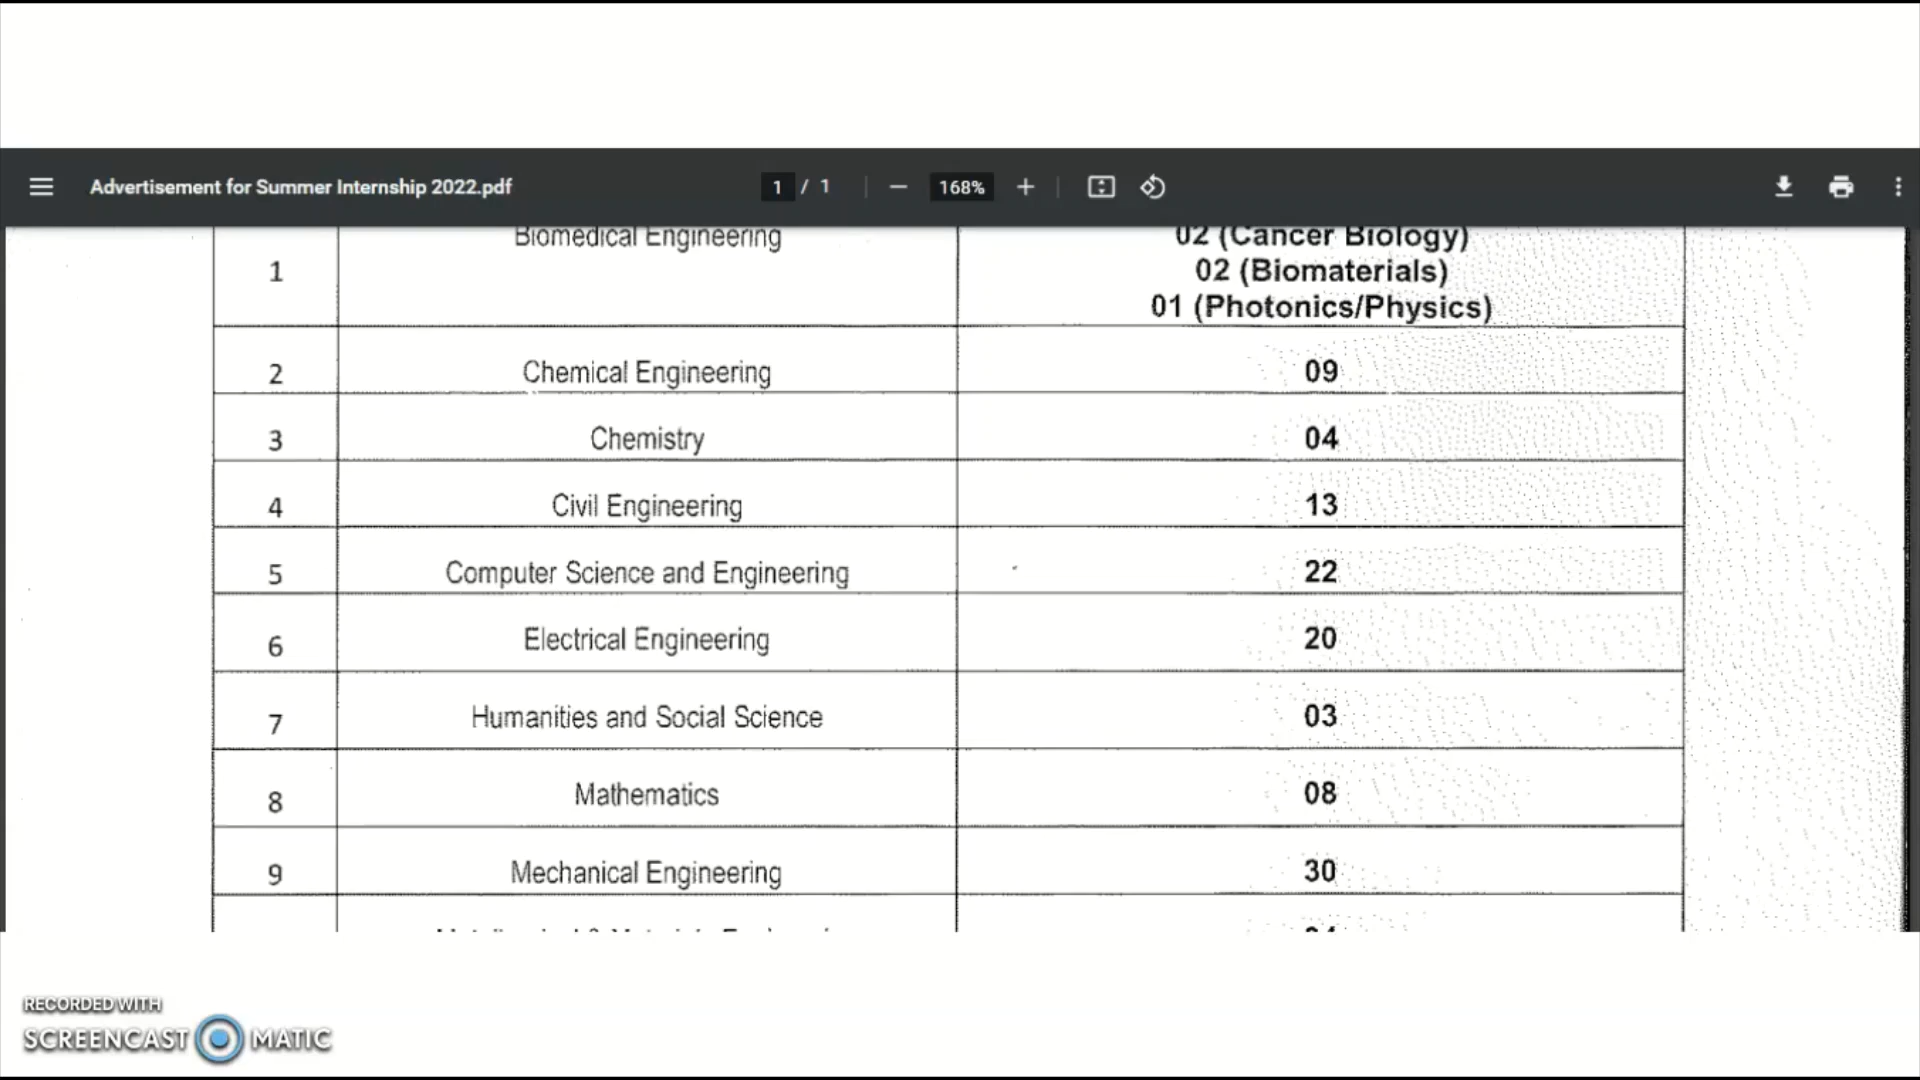 Advertisement for Summer Internship 2022.pdf
1 / 1
168%
1 Biomedical Engineering 02 (Cancer Biology)
02 (Biomaterials)
01 (Photonics/Physics)
2 Chemical Engineering 09
3 Chemistry 04
4 Civil Engineering 13
5 Computer Science and Engineering 22
6 Electrical Engineering 20
7 Humanities and Social Science 03
8 Mathematics 08
9 Mechanical Engineering 30
RECORDED WITH
SCREENCAST MATIC